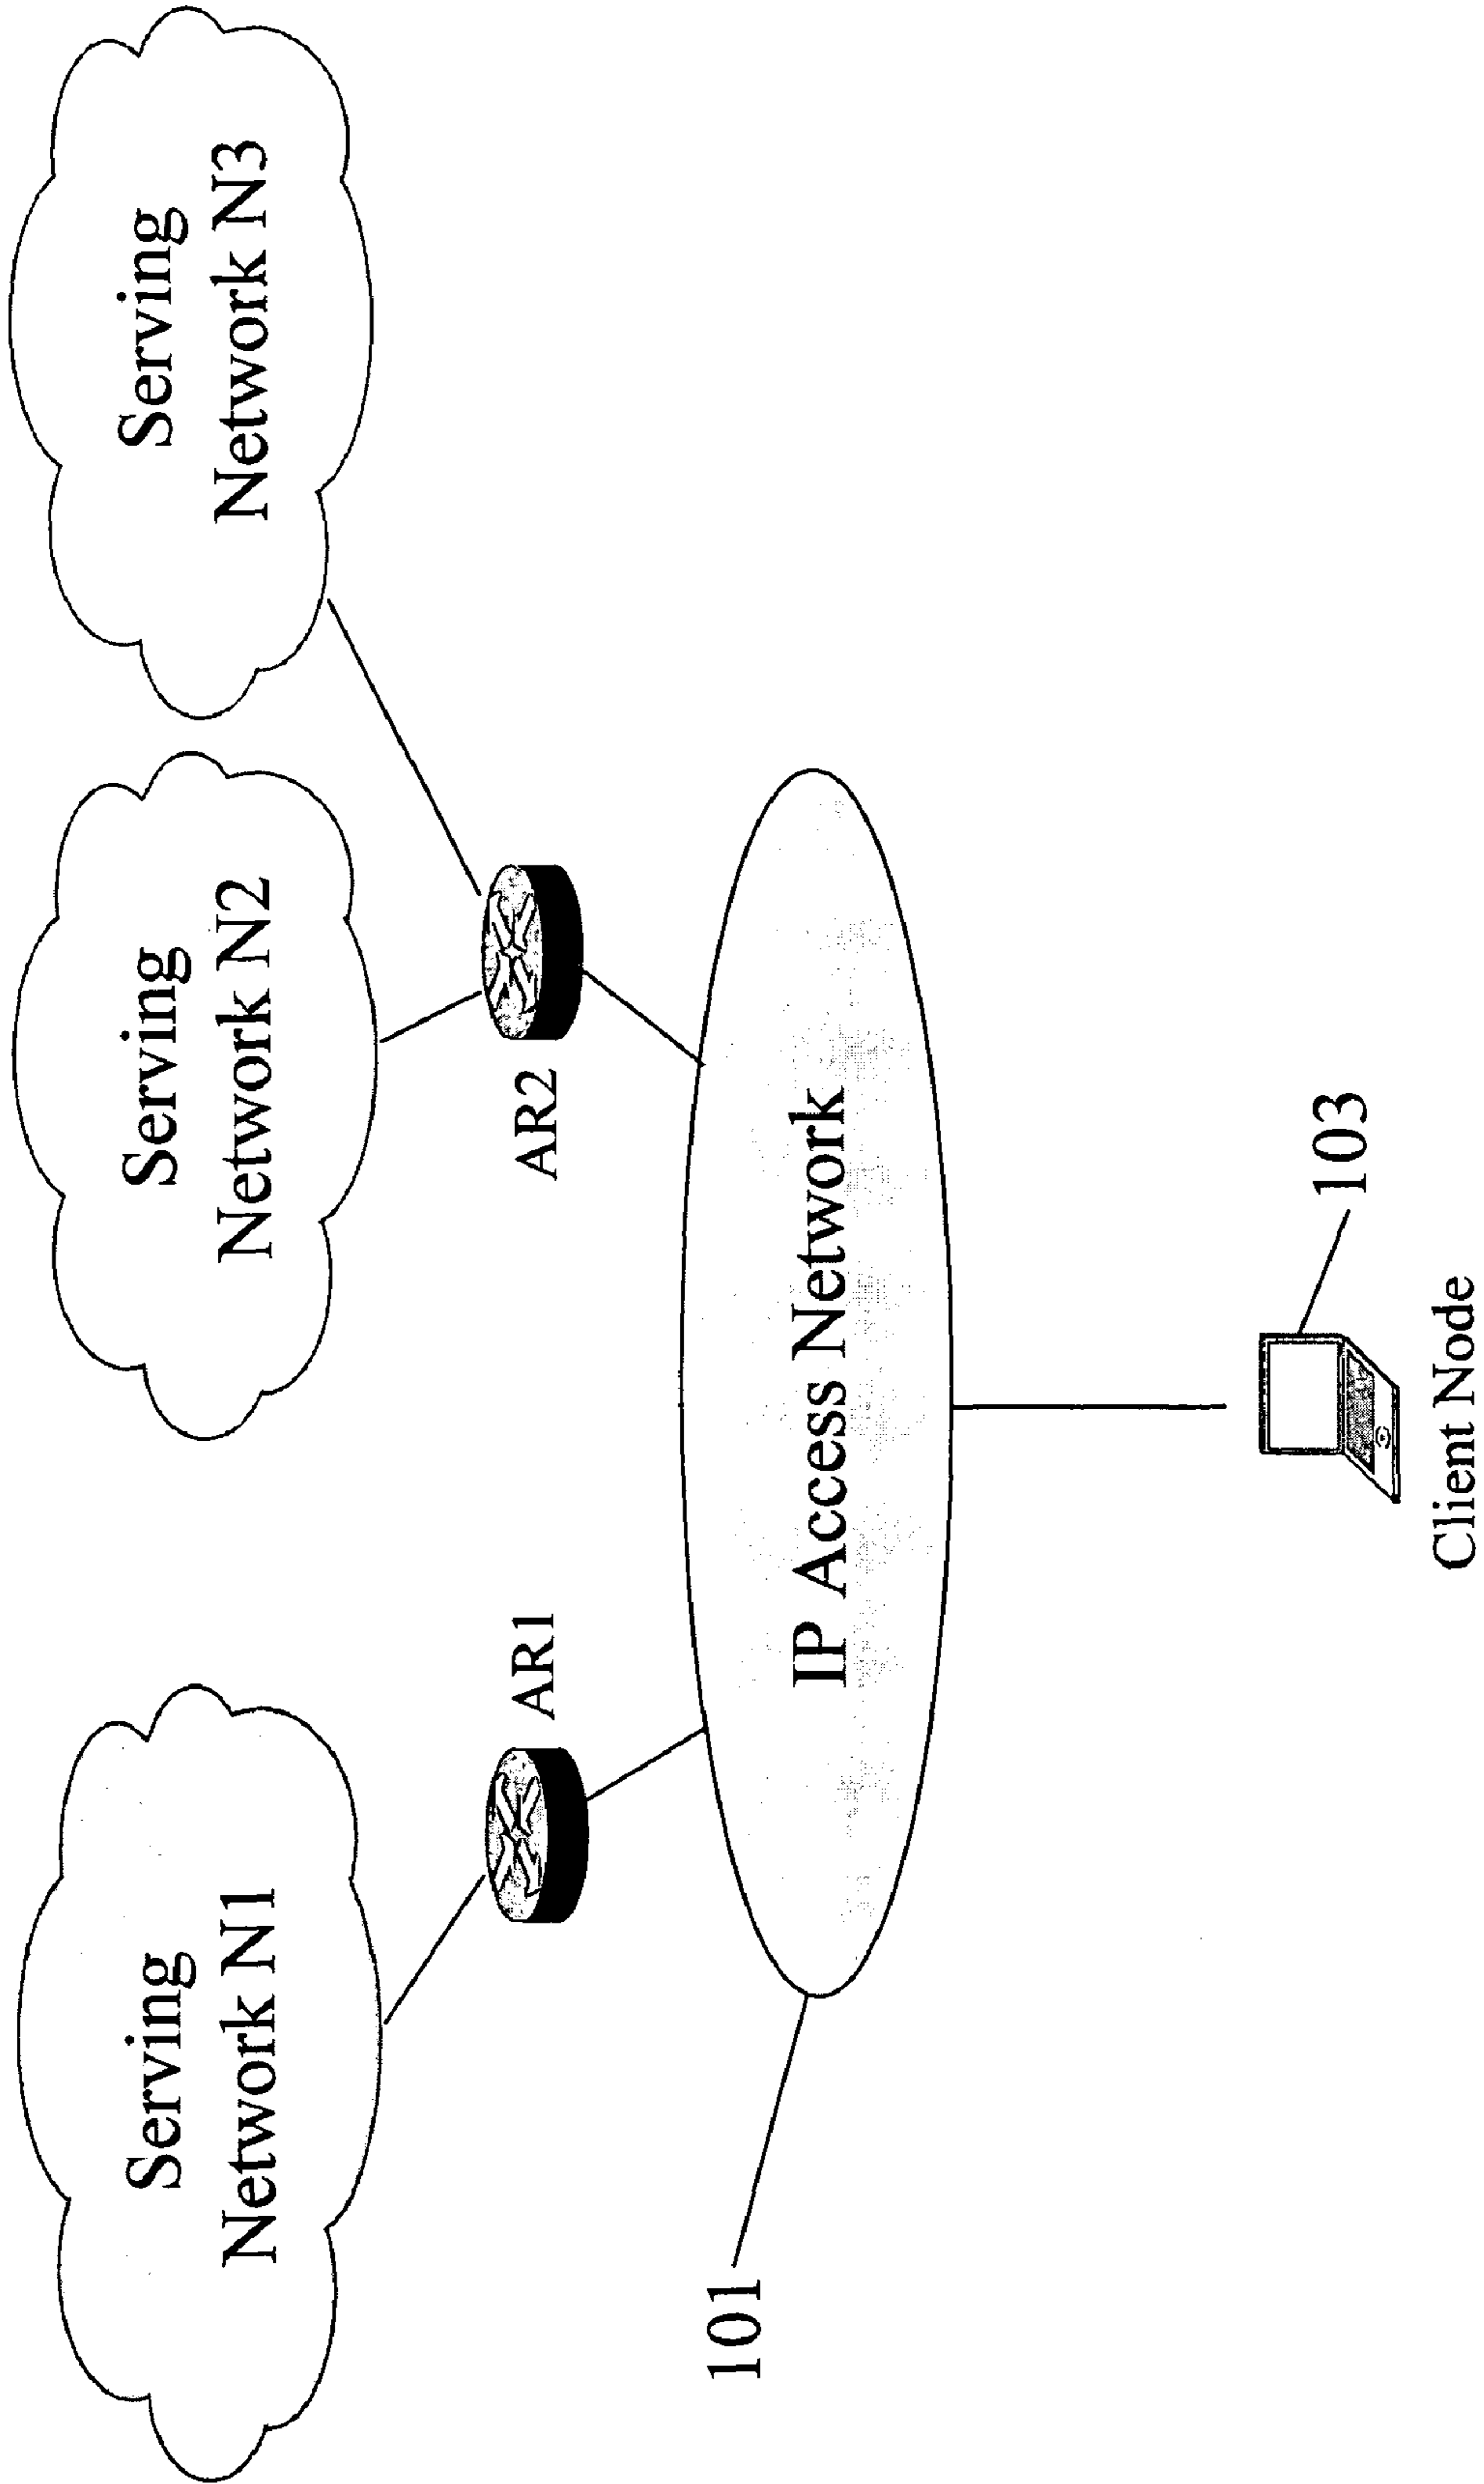 Serving
Network N1
Serving
Network N2
Serving
Network N3
AR1
AR2
101
IP Access Network
103
Client Node